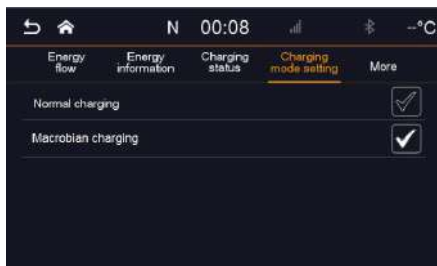 N 00:08 --°C
Energy flow
Energy information
Charging status
Charging mode setting
More
Normal charging
Macrobian charging